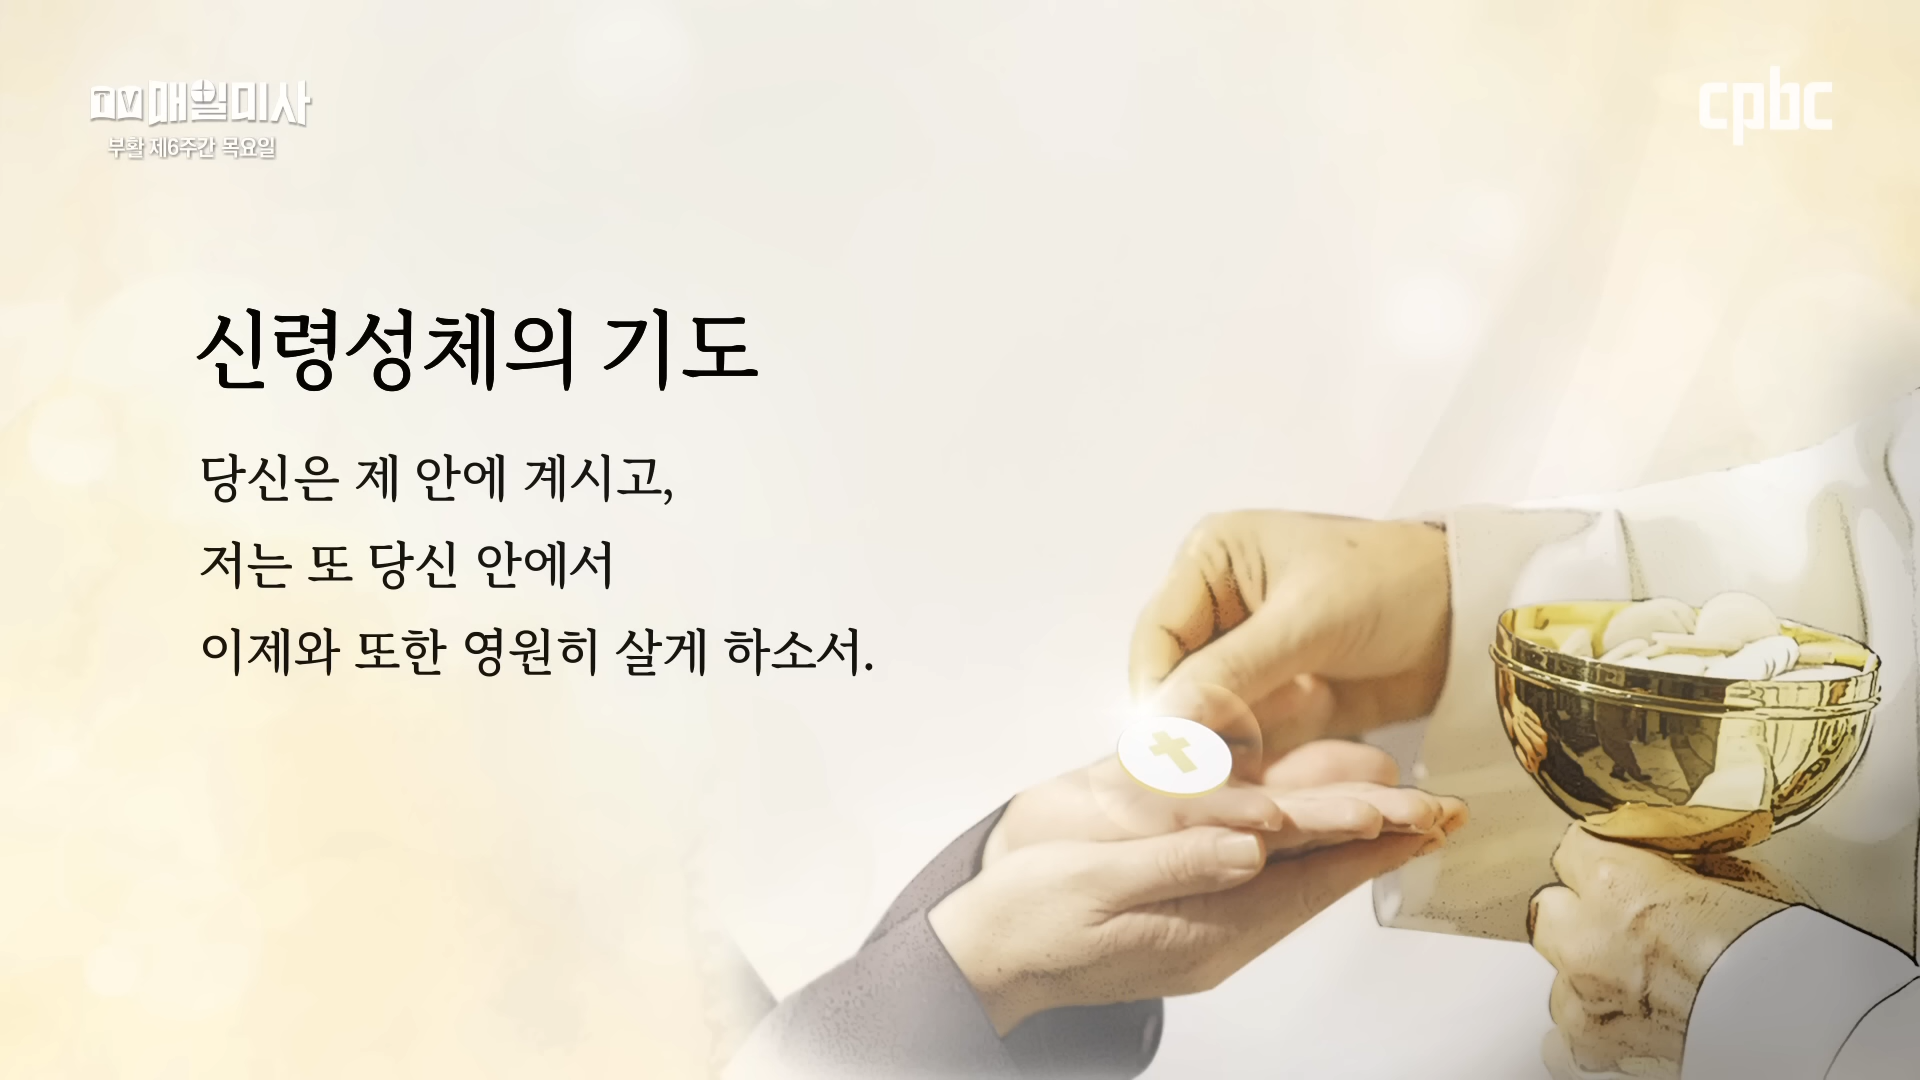 TV매일미사
부활 제6주간 목요일
cpbc
신령성체의 기도
당신은 제 안에 계시고,
저는 또 당신 안에서
이제와 또한 영원히 살게 하소서.